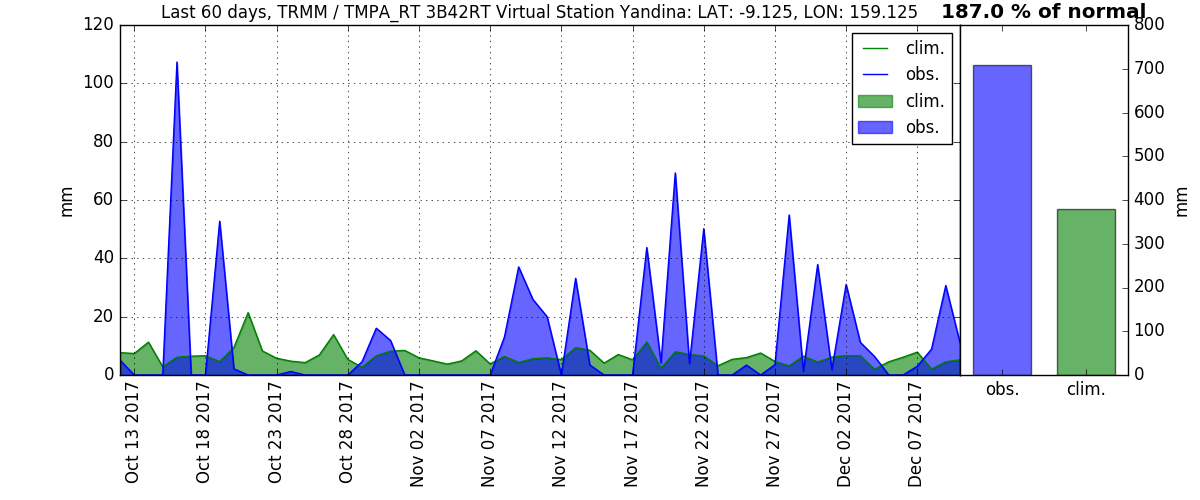 Last 60 days, TRMM / TMPA_RT 3B42RT Virtual Station Yandina: LAT: -9.125, LON: 159.125
187.0 % of normal
120
100
80
60
40
20
0
mm
clim.
obs.
clim.
obs.
800
700
600
500
400
300
200
100
0
mm
obs.
clim.
Oct 13 2017
Oct 18 2017
Oct 23 2017
Oct 28 2017
Nov 02 2017
Nov 07 2017
Nov 12 2017
Nov 17 2017
Nov 22 2017
Nov 27 2017
Dec 02 2017
Dec 07 2017